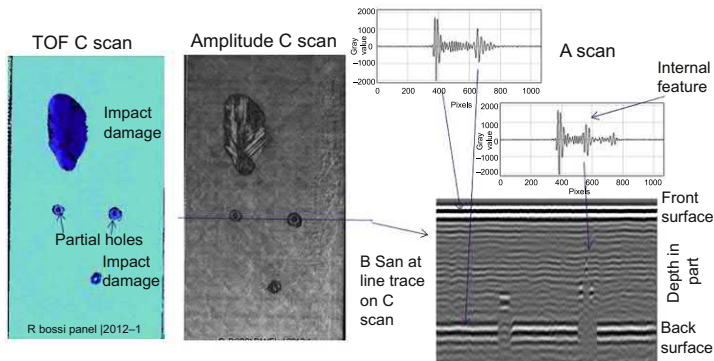 TOF C scan
Impact
damage
Partial holes
Impact
damage
R bossi panel |2012–1
Amplitude C scan
B San at
line trace
on C
scan
A scan
2000
1000
0
−1000
−2000
Gray
value
0 200 400 600 800 1000
Pixels
Internal
feature
2000
1000
0
−1000
−2000
Gray
value
0 200 400 600 800 1000
Pixels
Front
surface
Depth in
part
Back
surface